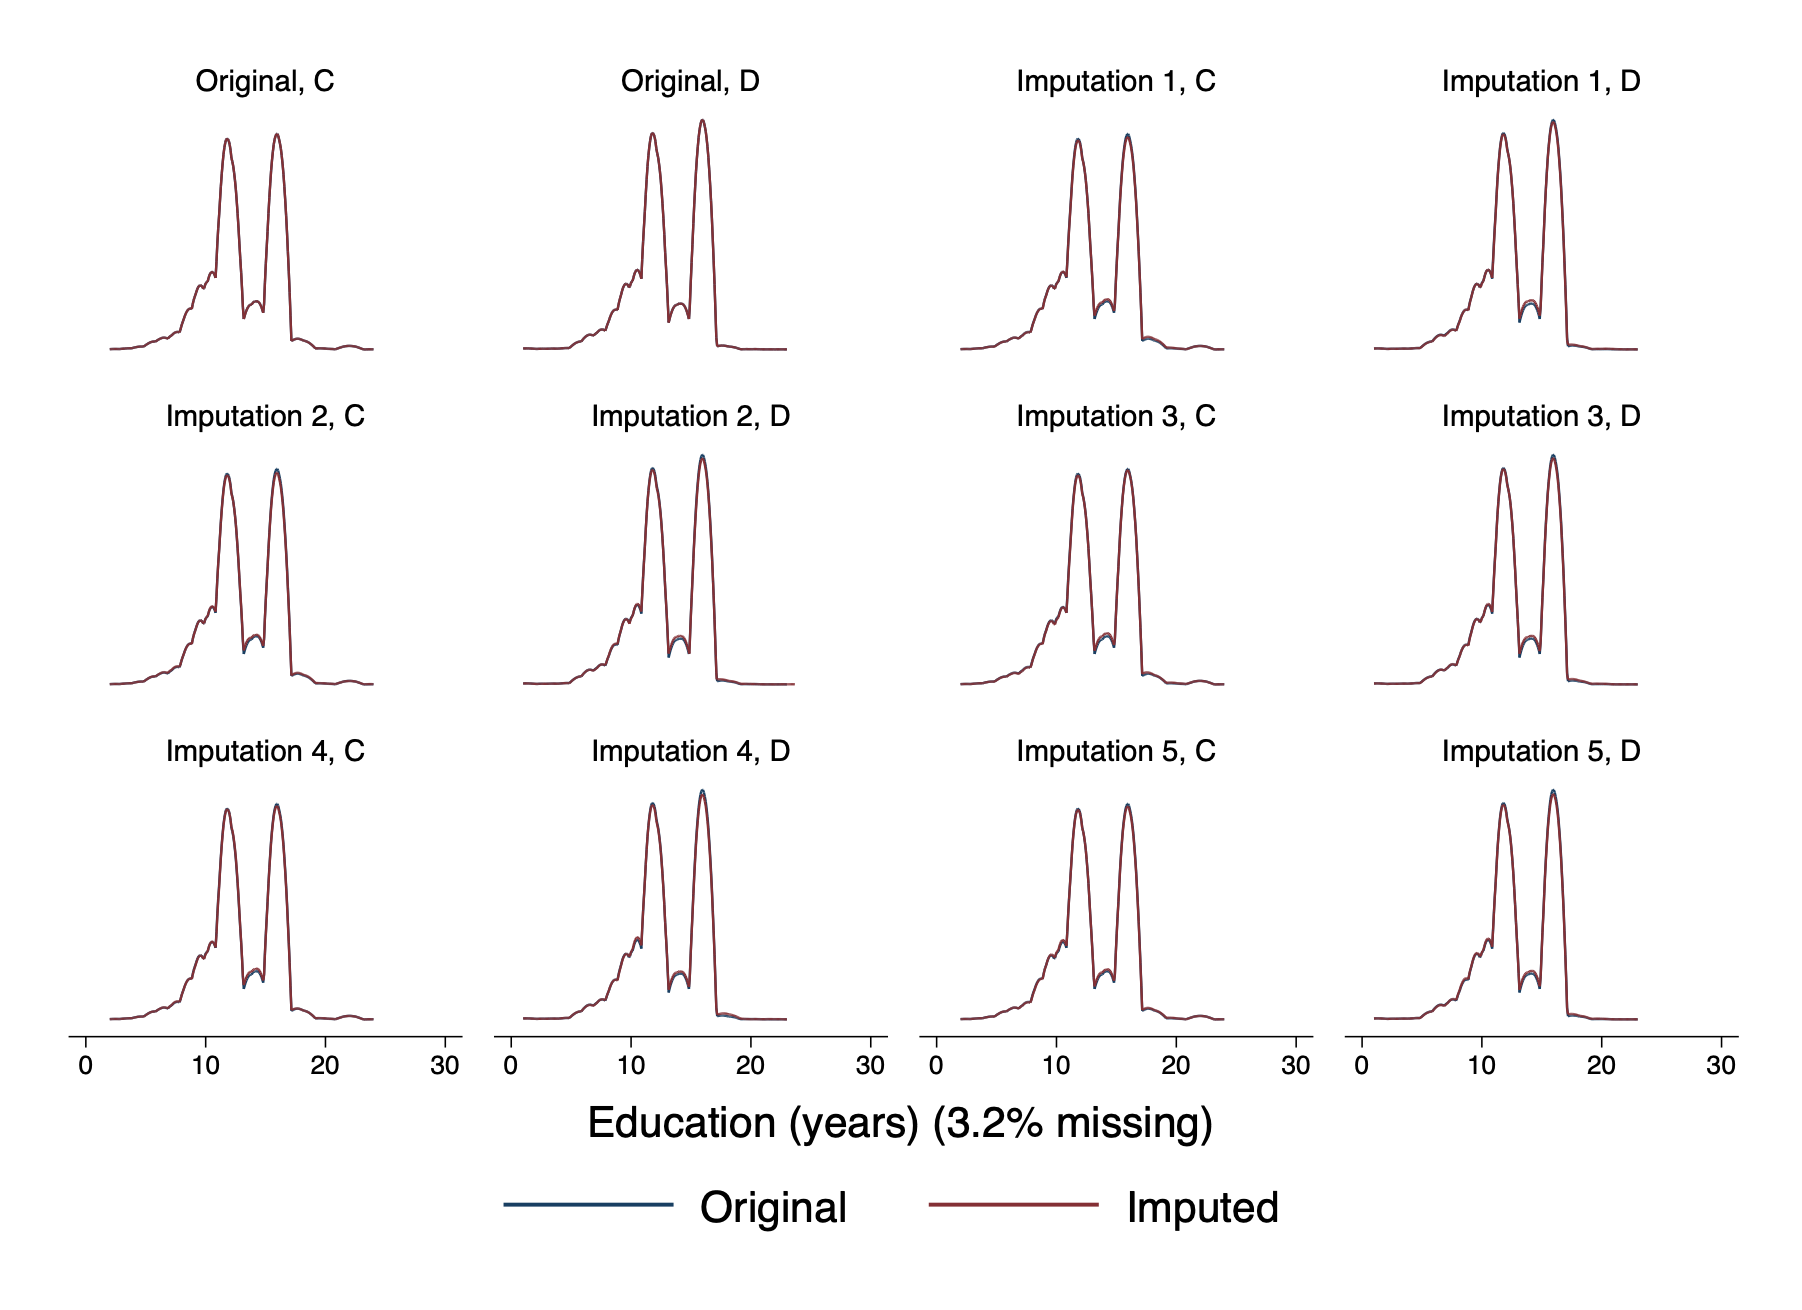 Original, C
Original, D
Imputation 1, C
Imputation 1, D
Imputation 2, C
Imputation 2, D
Imputation 3, C
Imputation 3, D
Imputation 4, C
Imputation 4, D
Imputation 5, C
Imputation 5, D
0 10 20 30 0 10 20 30 0 10 20 30 0 10 20 30
Education (years) (3.2% missing)
Original Imputed